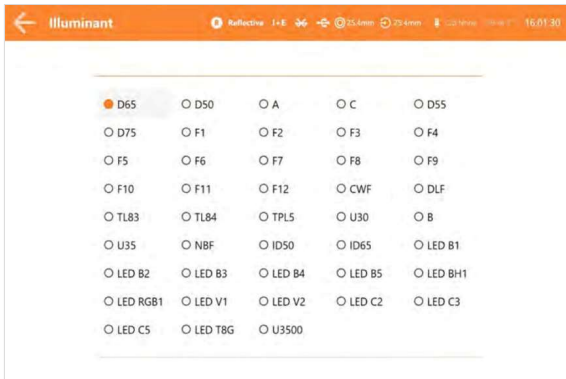 Illuminant Reflective I+E 25.4mm 25.4mm 16:01:30
D65 D50 A C D55
D75 F1 F2 F3 F4
F5 F6 F7 F8 F9
F10 F11 F12 CWF DLF
TL83 TL84 TPL5 U30 B
U35 NBF ID50 ID65 LED B1
LED B2 LED B3 LED B4 LED B5 LED BH1
LED RGB1 LED V1 LED V2 LED C2 LED C3
LED C5 LED T8G U3500